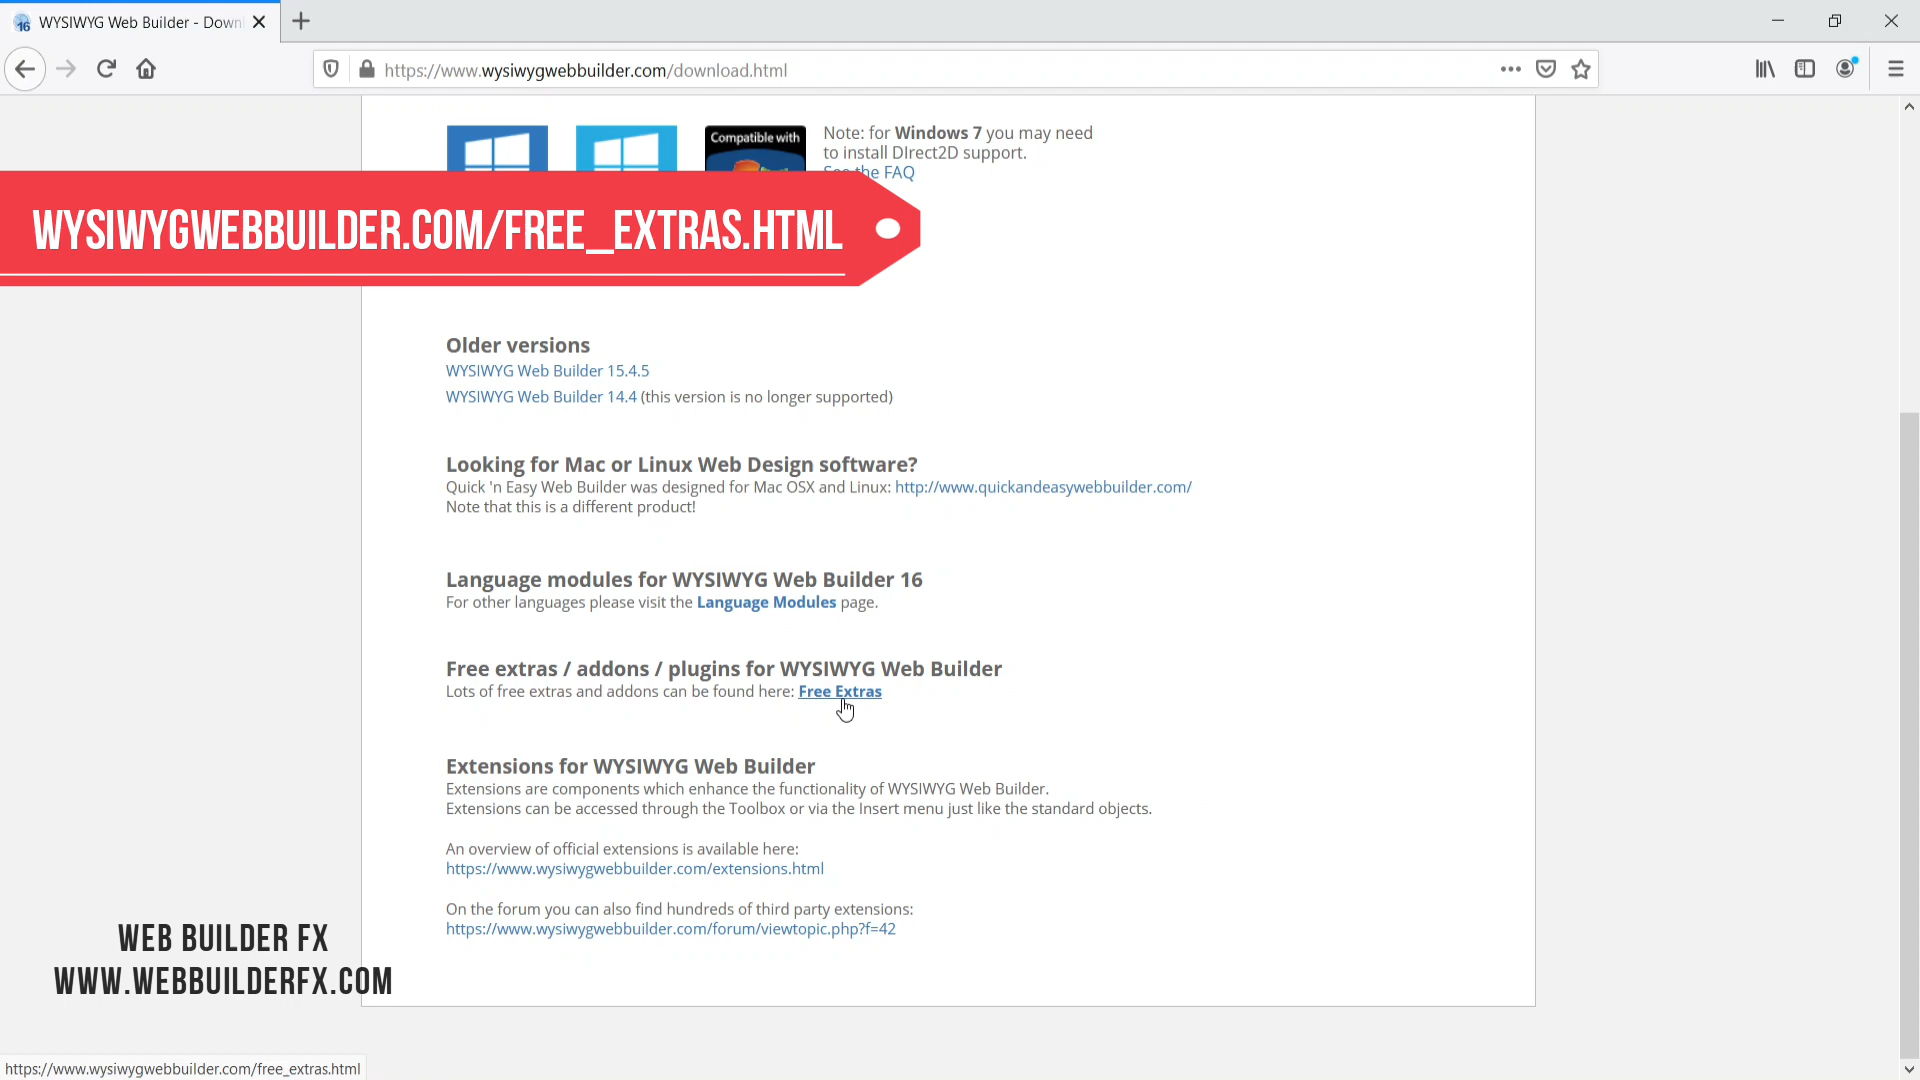 WYSIWYG Web Builder - Down
https://www.wysiwygwebbuilder.com/download.html
Compatible with
Note: for Windows 7 you may need
to install DIrect2D support.
See the FAQ
WYSIWYGWEBBUILDER.COM/FREE_EXTRAS.HTML
Older versions
WYSIWYG Web Builder 15.4.5
WYSIWYG Web Builder 14.4 (this version is no longer supported)
Looking for Mac or Linux Web Design software?
Quick 'n Easy Web Builder was designed for Mac OSX and Linux: http://www.quickandeasywebbuilder.com/
Note that this is a different product!
Language modules for WYSIWYG Web Builder 16
For other languages please visit the Language Modules page.
Free extras / addons / plugins for WYSIWYG Web Builder
Lots of free extras and addons can be found here: Free Extras
Extensions for WYSIWYG Web Builder
Extensions are components which enhance the functionality of WYSIWYG Web Builder.
Extensions can be accessed through the Toolbox or via the Insert menu just like the standard objects.
An overview of official extensions is available here:
https://www.wysiwygwebbuilder.com/extensions.html
On the forum you can also find hundreds of third party extensions:
https://www.wysiwygwebbuilder.com/forum/viewtopic.php?f=42
WEB BUILDER FX
WWW.WEBBUILDERFX.COM
https://www.wysiwygwebbuilder.com/free_extras.html